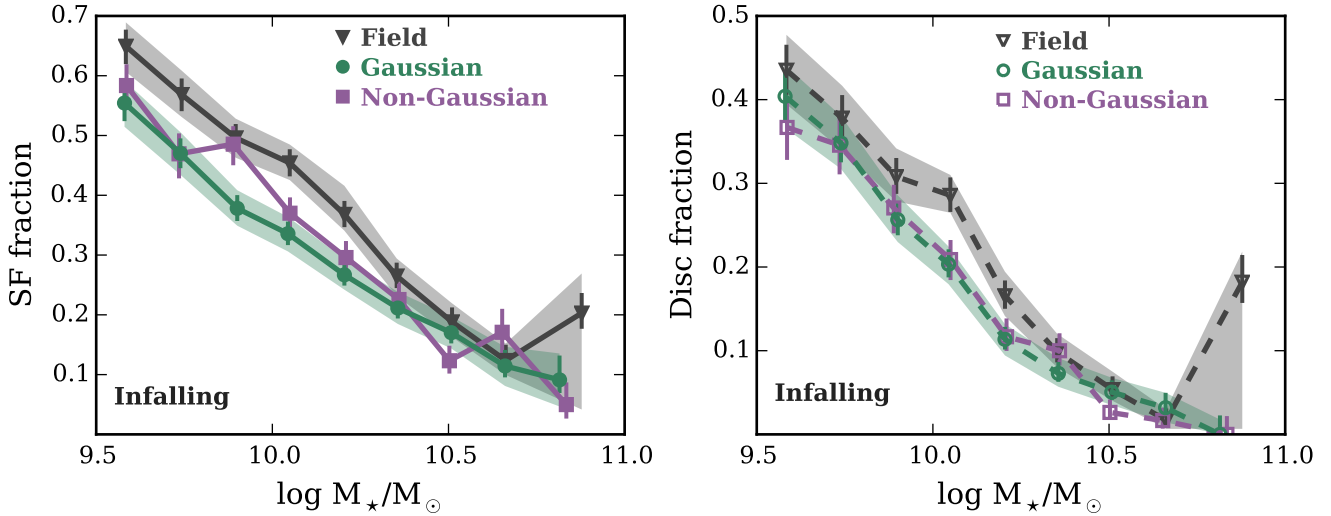 0.7
0.6
0.5
0.4
0.3
0.2
0.1
SF fraction
Field
Gaussian
Non-Gaussian
Infalling
9.5 10.0 10.5 11.0
log M⋆/M⊙
0.5
0.4
0.3
0.2
0.1
Disc fraction
Field
Gaussian
Non-Gaussian
Infalling
9.5 10.0 10.5 11.0
log M⋆/M⊙